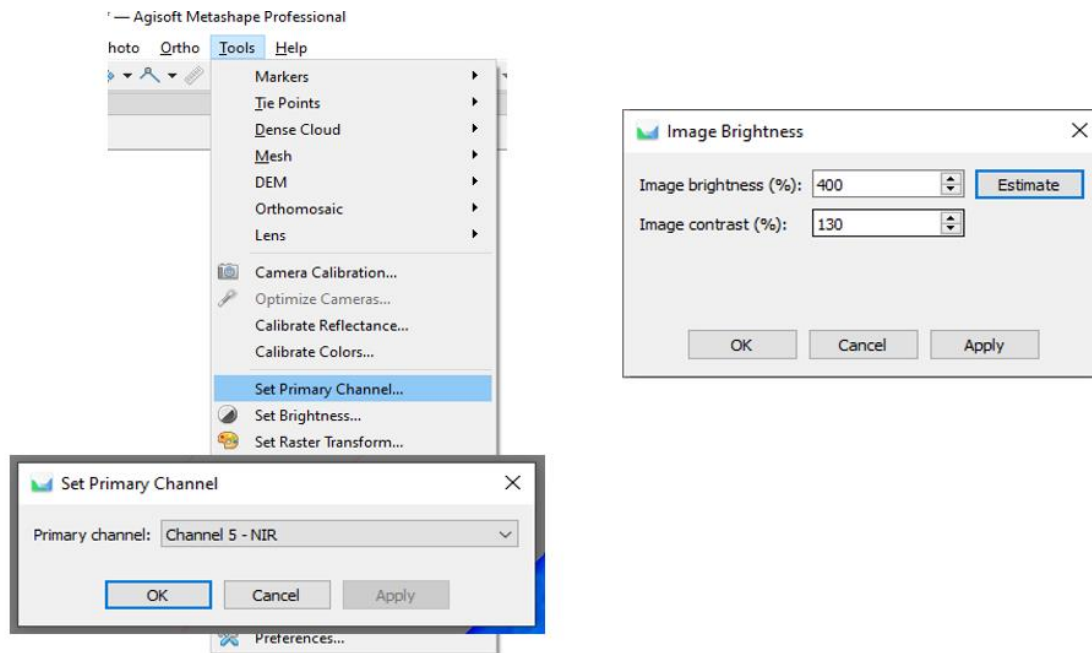 — Agisoft Metashape Professional
hoto Ortho Tools Help
Markers
Tie Points
Dense Cloud
Mesh
DEM
Orthomosaic
Lens
Camera Calibration...
Optimize Cameras...
Calibrate Reflectance...
Calibrate Colors...
Set Primary Channel...
Set Brightness...
Set Raster Transform...
Set Primary Channel
Primary channel: Channel 5 - NIR
OK Cancel Apply
Preferences...
Image Brightness
Image brightness (%): 400 Estimate
Image contrast (%): 130
OK Cancel Apply